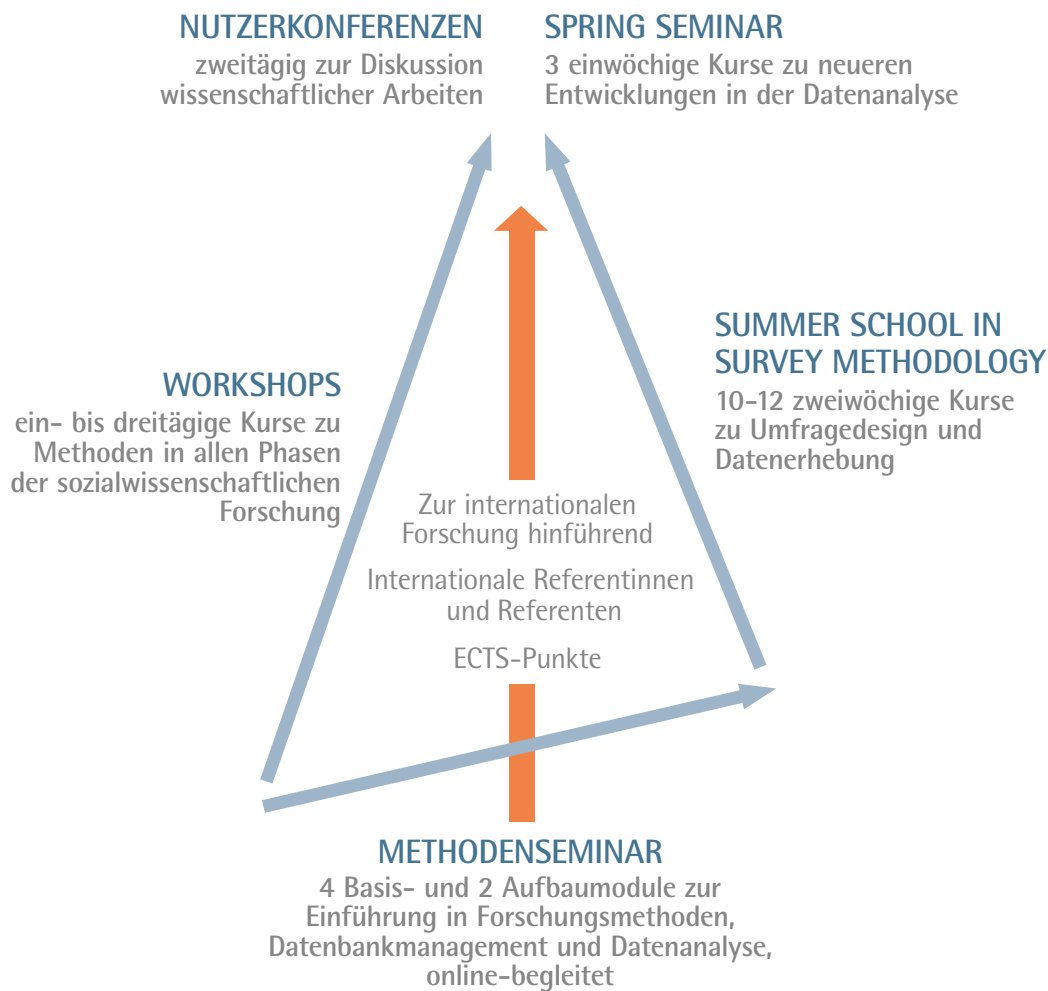 NUTZERKONFERENZEN
zweitägig zur Diskussion
wissenschaftlicher Arbeiten
SPRING SEMINAR
3 einwöchige Kurse zu neueren
Entwicklungen in der Datenanalyse
WORKSHOPS
ein- bis dreitägige Kurse zu
Methoden in allen Phasen
der sozialwissenschaftlichen
Forschung
SUMMER SCHOOL IN
SURVEY METHODOLOGY
10-12 zweiwöchige Kurse
zu Umfragedesign und
Datenerhebung
Zur internationalen
Forschung hinführend
Internationale Referentinnen
und Referenten
ECTS-Punkte
METHODENSEMINAR
4 Basis- und 2 Aufbaumodule zur
Einführung in Forschungsmethoden,
Datenbankmanagement und Datenanalyse,
online-begleitet